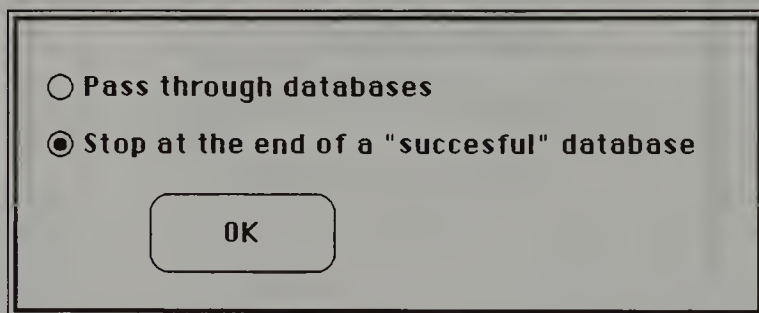 Pass through databases
Stop at the end of a "succesful" database
OK